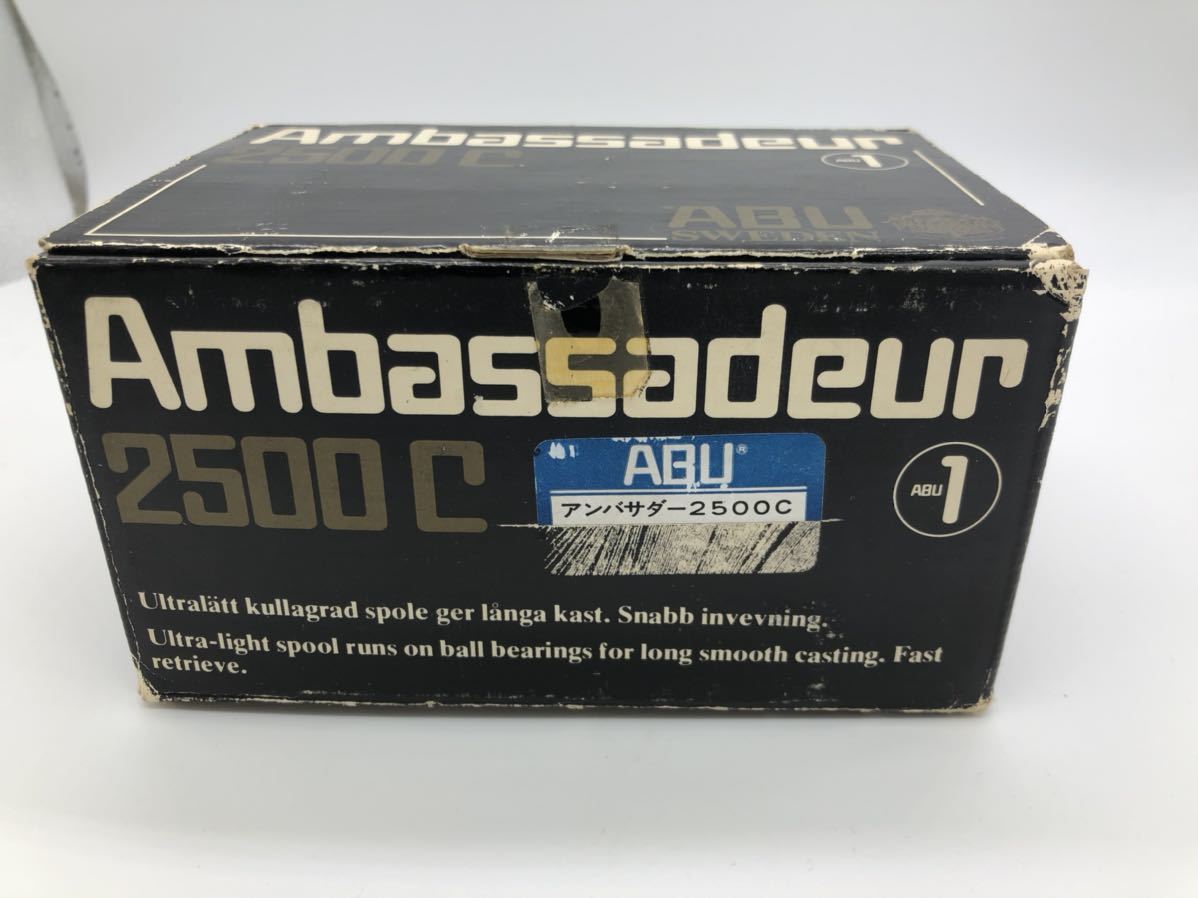 Ambassadeur
2500 C
ABU 1
ABU
SWEDEN
Ambassadeur
2500 C
ABU®
アンバサダー2500C
ABU 1
Ultralätt kullagrad spole ger långa kast. Snabb invevning.
Ultra-light spool runs on ball bearings for long smooth casting. Fast
retrieve.